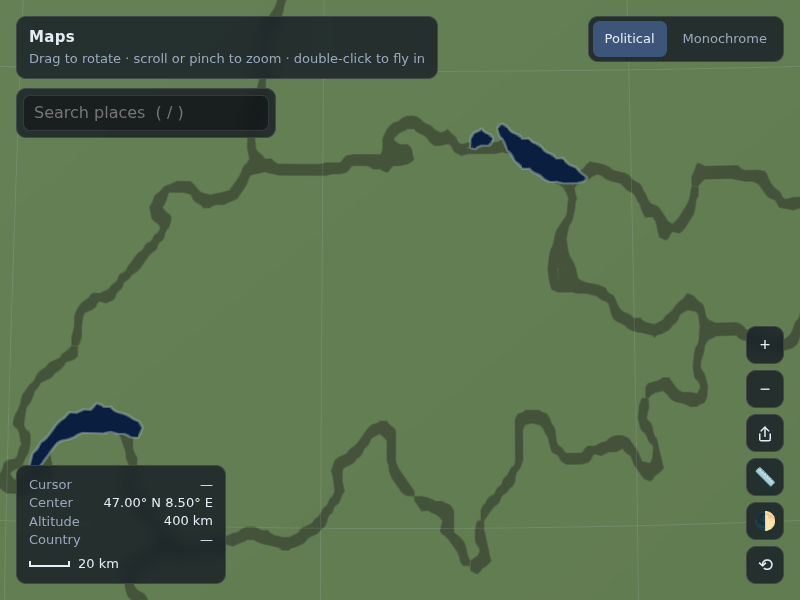 Maps
Drag to rotate · scroll or pinch to zoom · double-click to fly in
Political
Monochrome
Search places ( / )
+
−
Cursor —
Center 47.00° N 8.50° E
Altitude 400 km
Country —
20 km